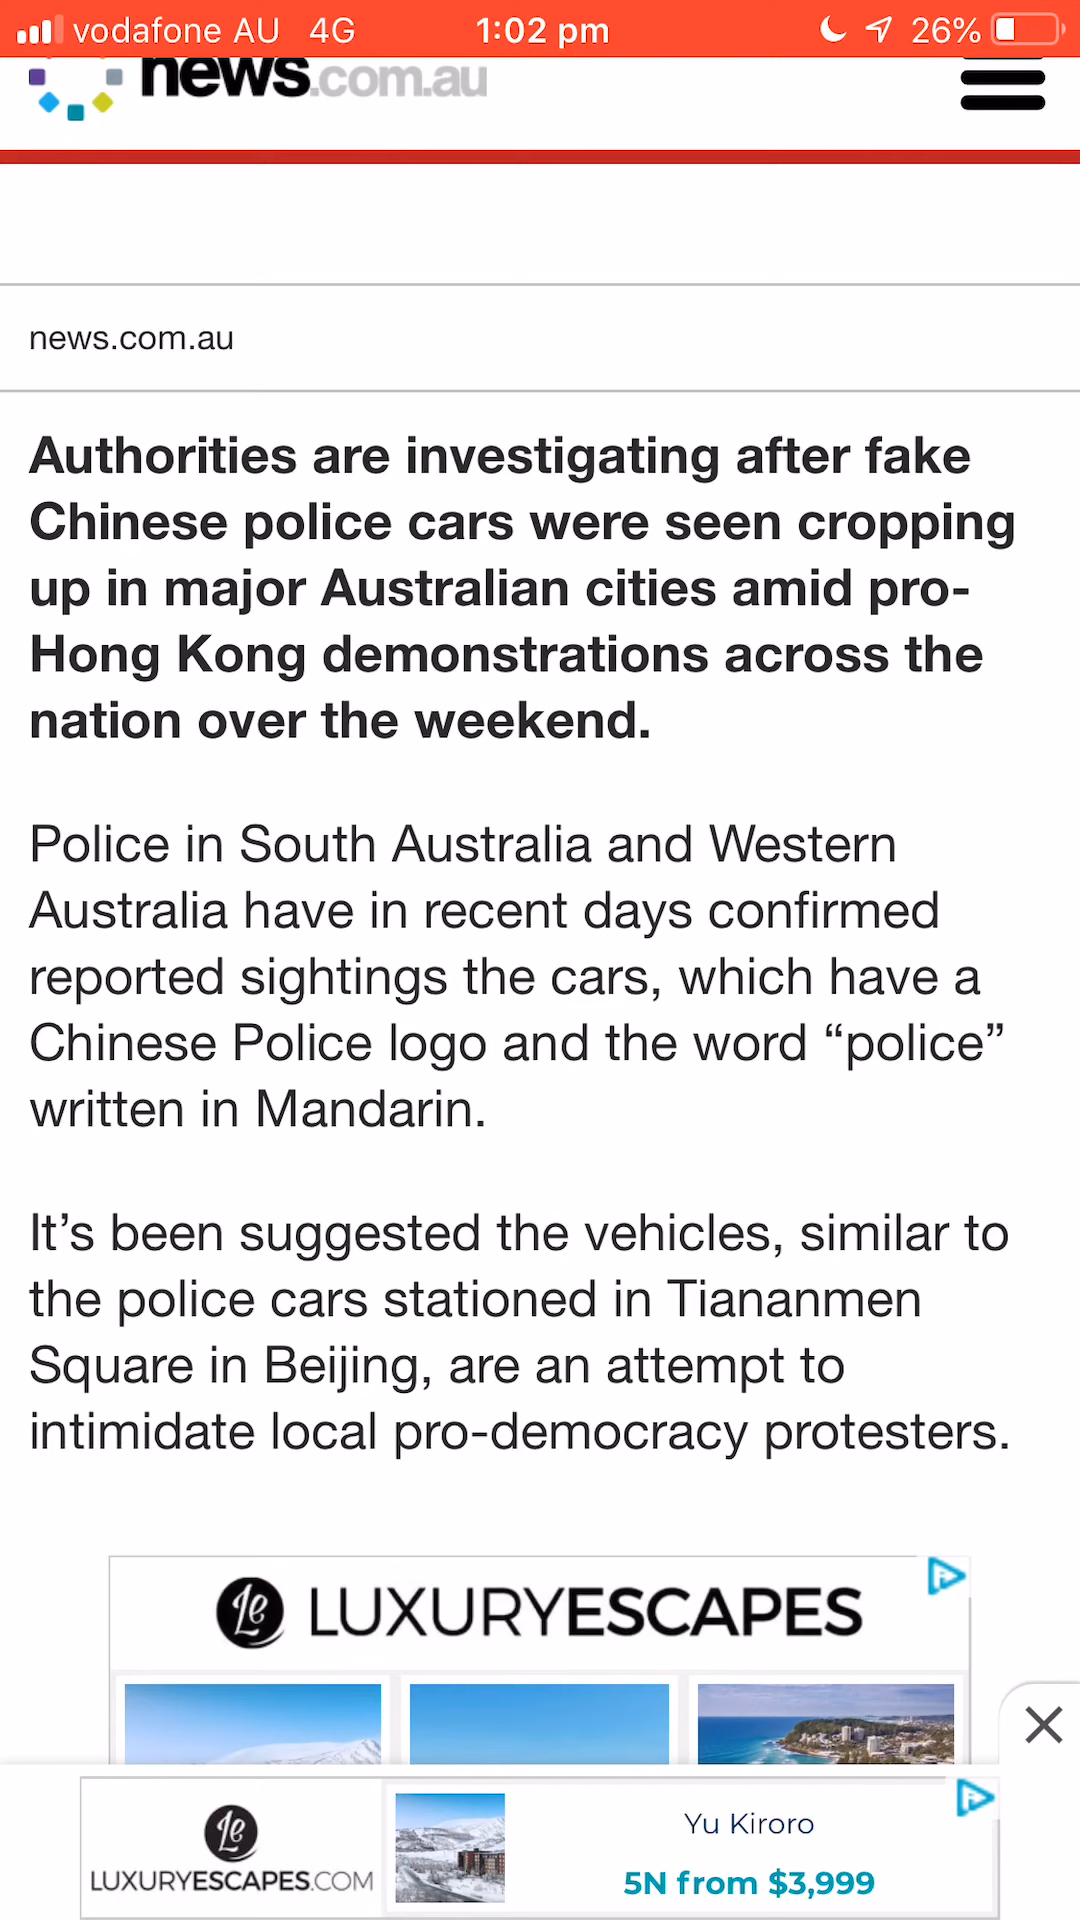 vodafone AU 4G 1:02 pm 26%
news.com.au
news.com.au
Authorities are investigating after fake
Chinese police cars were seen cropping
up in major Australian cities amid pro-
Hong Kong demonstrations across the
nation over the weekend.
Police in South Australia and Western
Australia have in recent days confirmed
reported sightings the cars, which have a
Chinese Police logo and the word “police”
written in Mandarin.
It’s been suggested the vehicles, similar to
the police cars stationed in Tiananmen
Square in Beijing, are an attempt to
intimidate local pro-democracy protesters.
Le LUXURYESCAPES
Le
LUXURYESCAPES.COM
Yu Kiroro
5N from $3,999